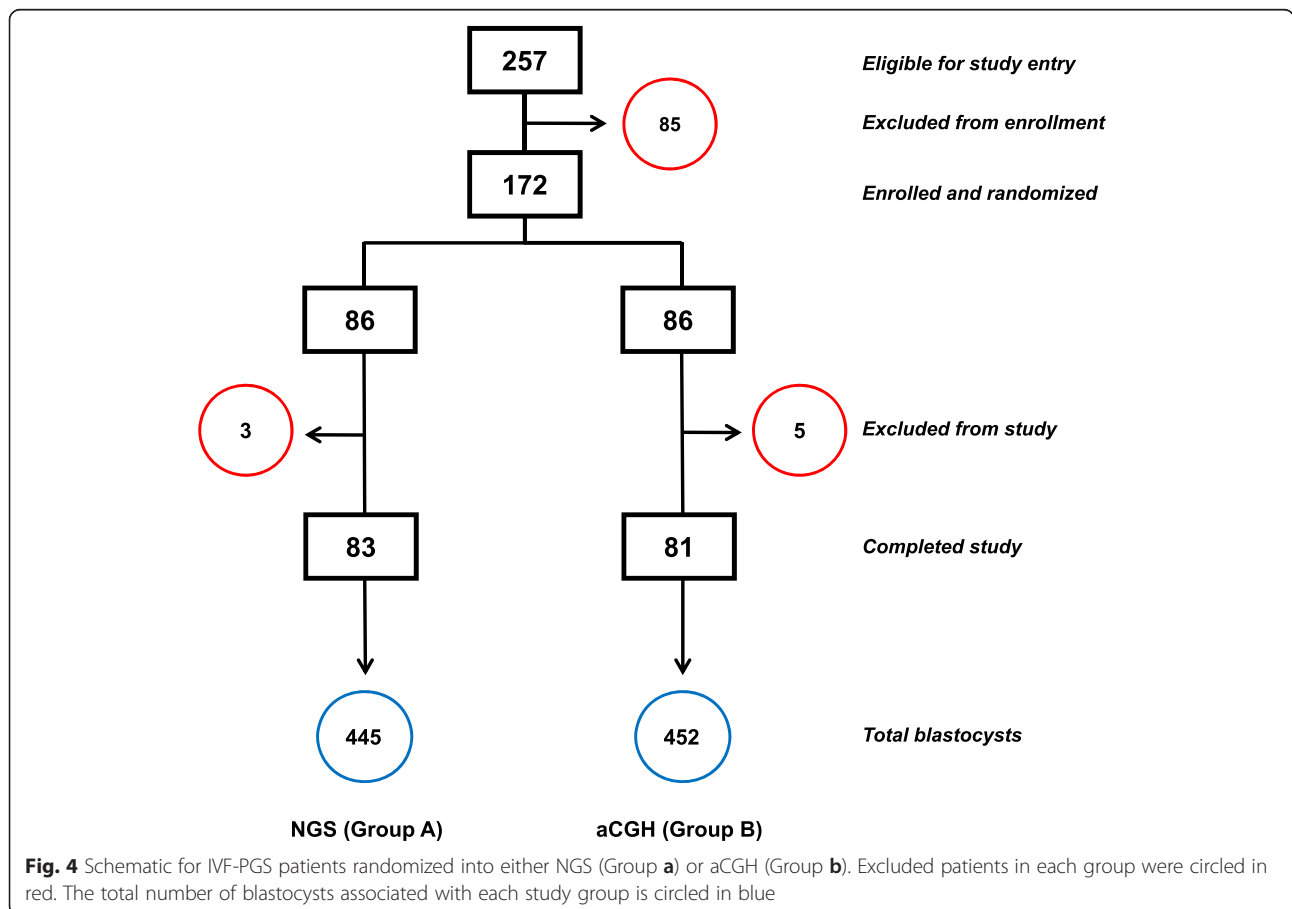 257
Eligible for study entry
85
Excluded from enrollment
172
Enrolled and randomized
86
86
3
5
Excluded from study
83
81
Completed study
445
452
Total blastocysts
NGS (Group A)
aCGH (Group B)
Fig. 4 Schematic for IVF-PGS patients randomized into either NGS (Group a) or aCGH (Group b). Excluded patients in each group were circled in
red. The total number of blastocysts associated with each study group is circled in blue